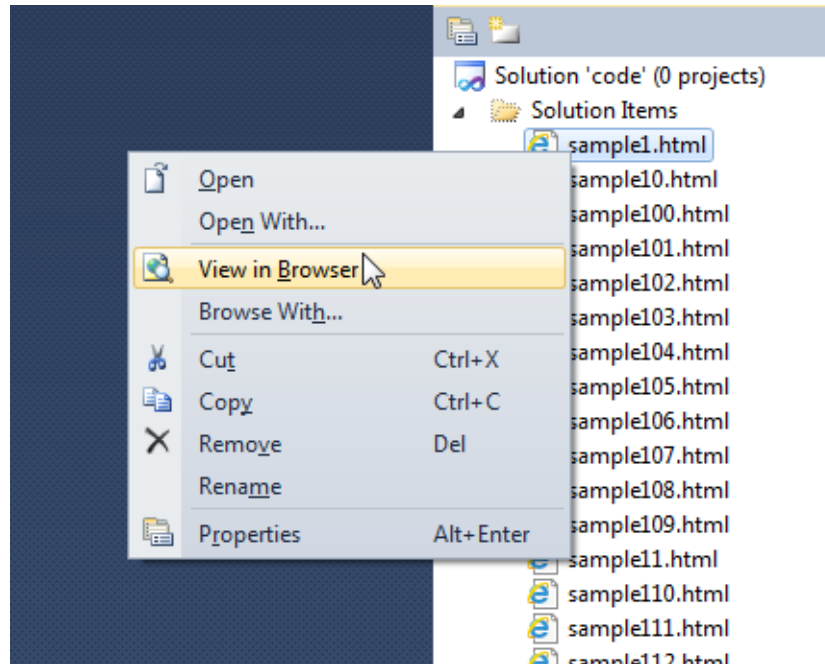 Solution 'code' (0 projects)
Solution Items
sample1.html
sample10.html
sample100.html
sample101.html
sample102.html
sample103.html
sample104.html
sample105.html
sample106.html
sample107.html
sample108.html
sample109.html
sample11.html
sample110.html
sample111.html
sample112.html
Open
Open With...
View in Browser
Browse With...
Cut Ctrl+X
Copy Ctrl+C
Remove Del
Rename
Properties Alt+Enter